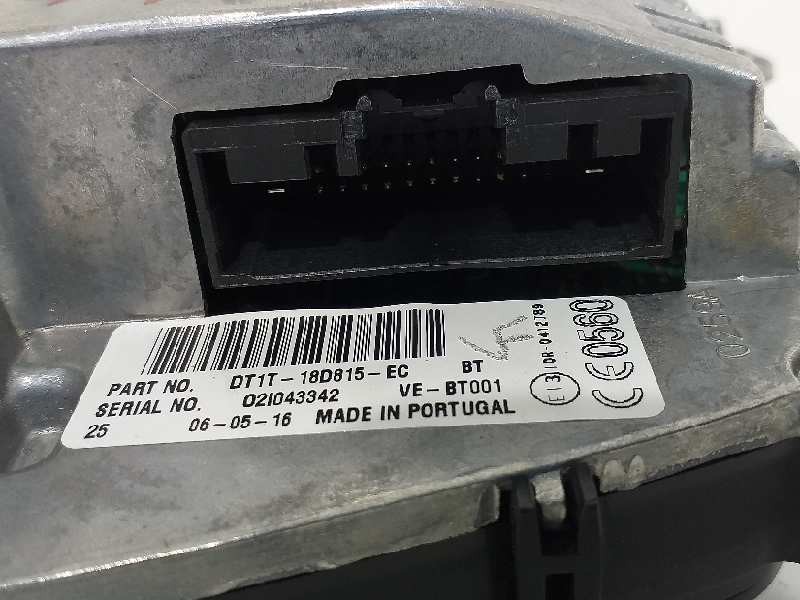 PART NO. DT1T-18D815-EC BT
SERIAL NO. 02I043342 VE-BT001
25 06-05-16 MADE IN PORTUGAL
E13 10R-0412789
CE0560